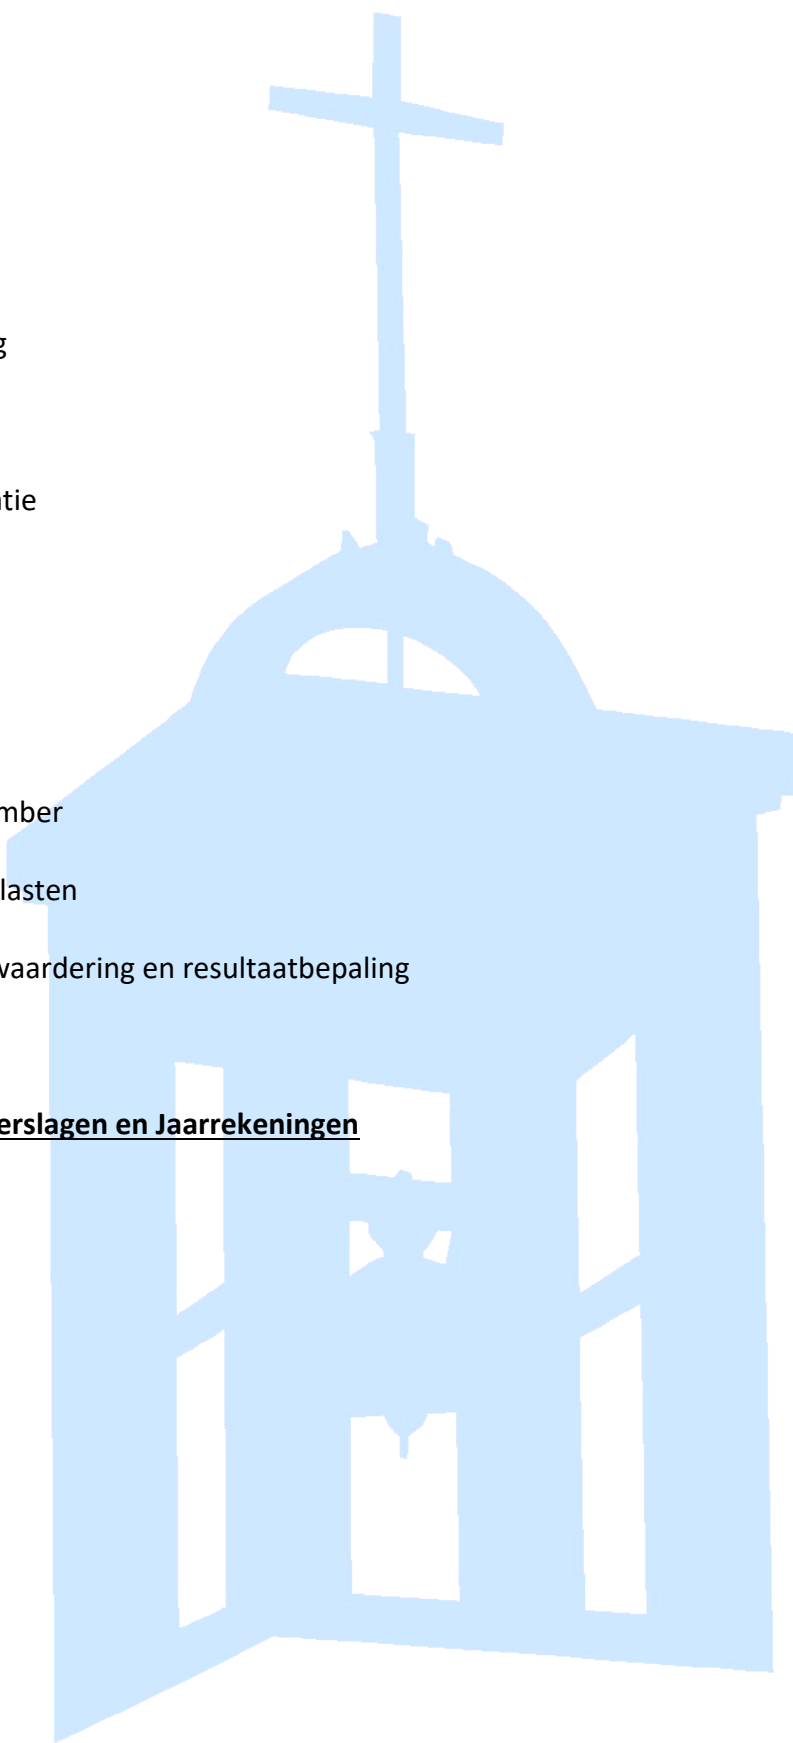 g
tie
mber
lasten
waardering en resultaatbepaling
erslagen en Jaarrekeningen